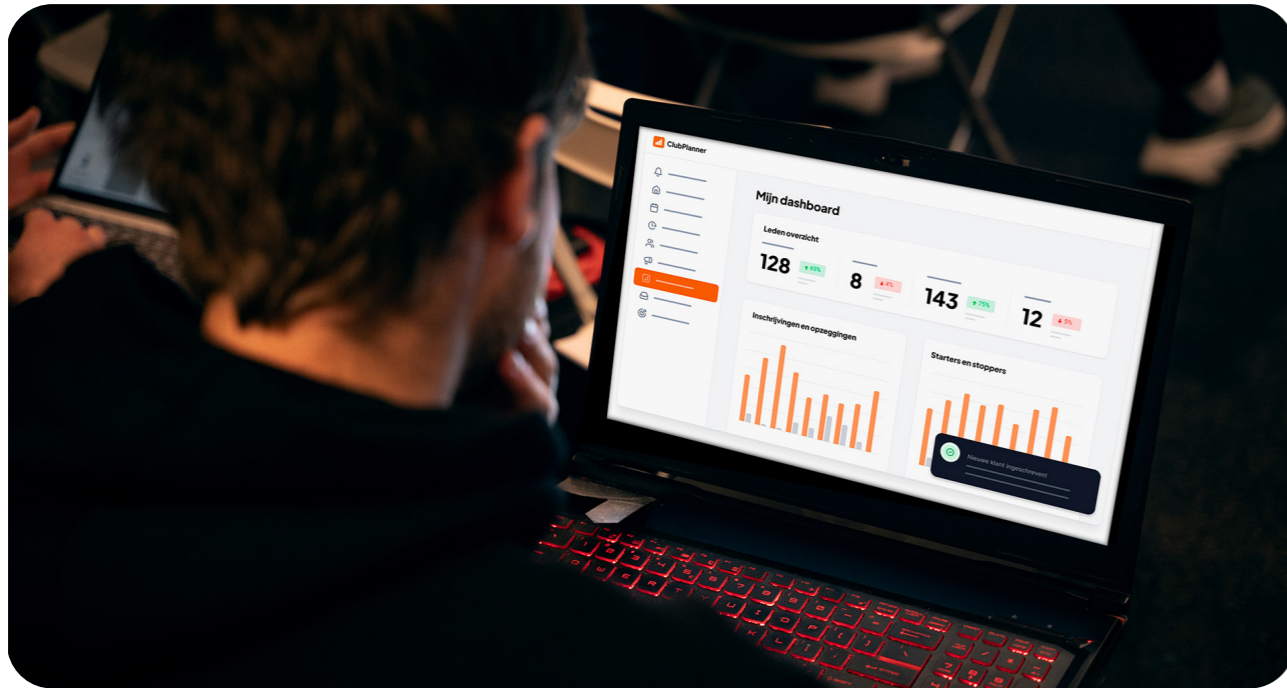 ClubPlanner
Mijn dashboard
Leden overzicht
128
60%
8
4%
143
75%
12
5%
Inschrijvingen en opzeggingen
Starters en stoppers
Nieuwe klant ingeschreven!